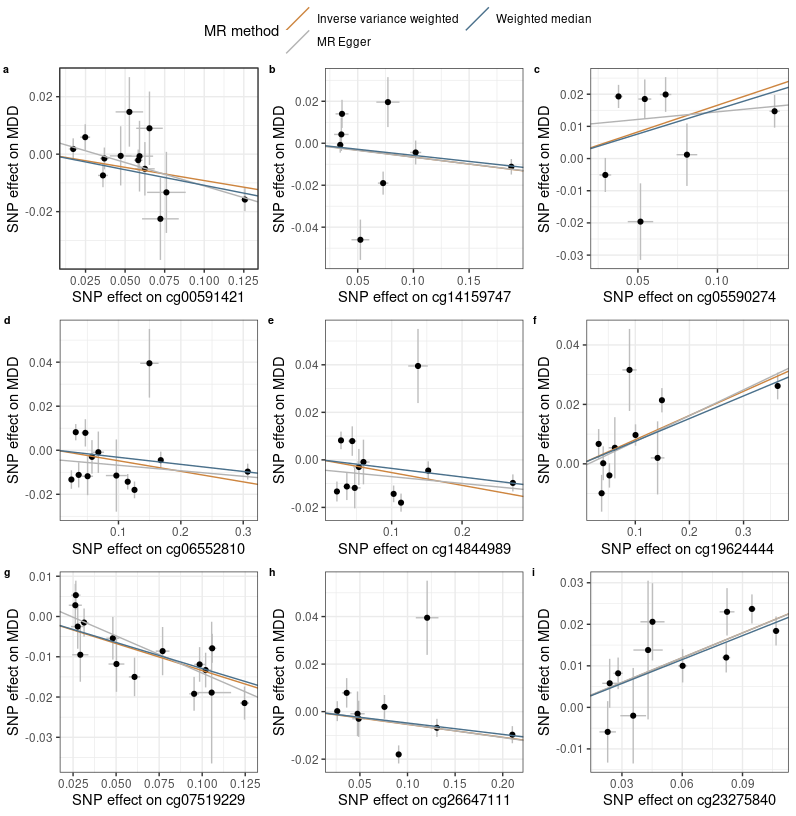 MR method
Inverse variance weighted
Weighted median
MR Egger
a
SNP effect on MDD
0.02
0.00
-0.02
0.025
0.050
0.075
0.100
0.125
SNP effect on cg00591421
b
SNP effect on MDD
0.02
0.00
-0.02
-0.04
0.05
0.10
0.15
SNP effect on cg14159747
c
SNP effect on MDD
0.02
0.01
0.00
-0.01
-0.02
-0.03
0.05
0.10
SNP effect on cg05590274
d
SNP effect on MDD
0.04
0.02
0.00
-0.02
0.1
0.2
0.3
SNP effect on cg06552810
e
SNP effect on MDD
0.04
0.02
0.00
-0.02
0.1
0.2
SNP effect on cg14844989
f
SNP effect on MDD
0.04
0.02
0.00
0.1
0.2
0.3
SNP effect on cg19624444
g
SNP effect on MDD
0.01
0.00
-0.01
-0.02
-0.03
0.025
0.050
0.075
0.100
0.125
SNP effect on cg07519229
h
SNP effect on MDD
0.04
0.02
0.00
-0.02
0.05
0.10
0.15
0.20
SNP effect on cg26647111
i
SNP effect on MDD
0.03
0.02
0.01
0.00
-0.01
0.03
0.06
0.09
SNP effect on cg23275840